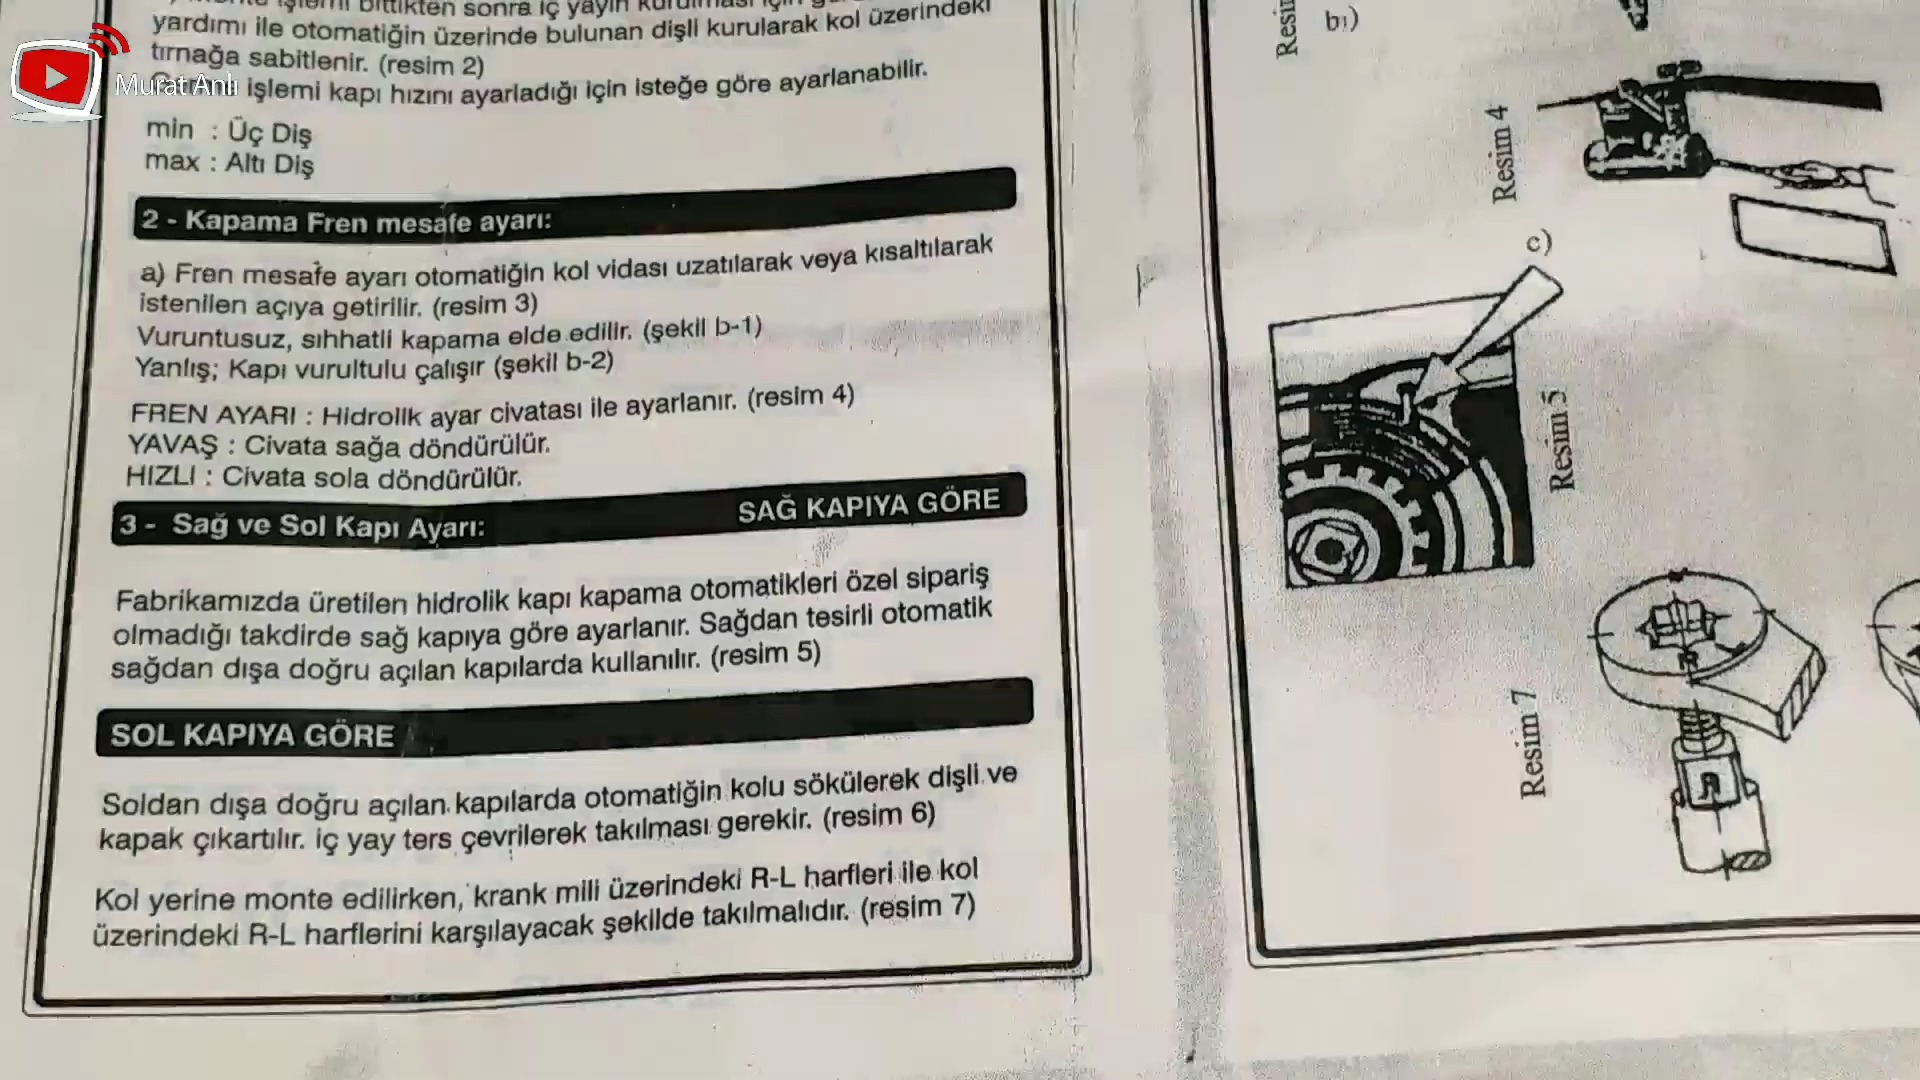 işlemi bittikten sonra iç yayın
yardımı ile otomatiğin üzerinde bulunan dişli kurularak kol üzerindeki
tırnağa sabitlenir. (resim 2)
işlemi kapı hızını ayarladığı için isteğe göre ayarlanabilir.
min : Üç Diş
max : Altı Diş
2 - Kapama Fren mesafe ayarı:
a) Fren mesafe ayarı otomatiğin kol vidası uzatılarak veya kısaltılarak
istenilen açıya getirilir. (resim 3)
Vuruntusuz, sıhhatli kapama elde edilir. (şekil b-1)
Yanlış; Kapı vurultulu çalışır (şekil b-2)
FREN AYARI : Hidrolik ayar civatası ile ayarlanır. (resim 4)
YAVAŞ : Civata sağa döndürülür.
HIZLI : Civata sola döndürülür.
3 - Sağ ve Sol Kapı Ayarı: SAĞ KAPIYA GÖRE
Fabrikamızda üretilen hidrolik kapı kapama otomatikleri özel sipariş
olmadığı takdirde sağ kapıya göre ayarlanır. Sağdan tesirli otomatik
sağdan dışa doğru açılan kapılarda kullanılır. (resim 5)
SOL KAPIYA GÖRE
Soldan dışa doğru açılan kapılarda otomatiğin kolu sökülerek dişli ve
kapak çıkartılır. iç yay ters çevrilerek takılması gerekir. (resim 6)
Kol yerine monte edilirken, krank mili üzerindeki R-L harfleri ile kol
üzerindeki R-L harflerini karşılayacak şekilde takılmalıdır. (resim 7)
Murat Anlı
b1)
Resim 4
c)
Resim 5
Resim 7
R
R